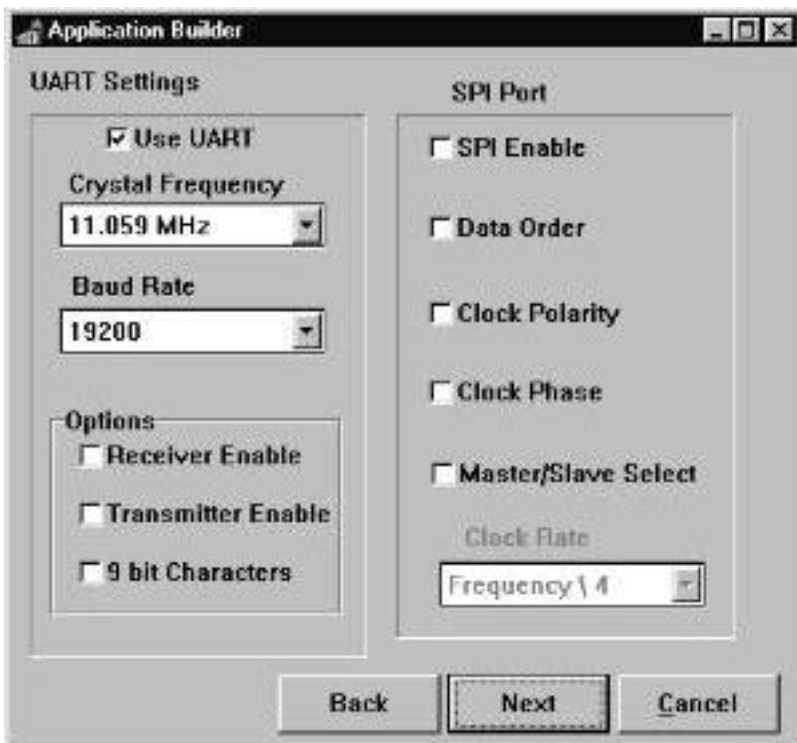 Application Builder
UART Settings
Use UART
Crystal Frequency
11.059 MHz
Baud Rate
19200
Options
Receiver Enable
Transmitter Enable
9 bit Characters
SPI Port
SPI Enable
Data Order
Clock Polarity
Clock Phase
Master/Slave Select
Clock Rate
Frequency \ 4
Back
Next
Cancel